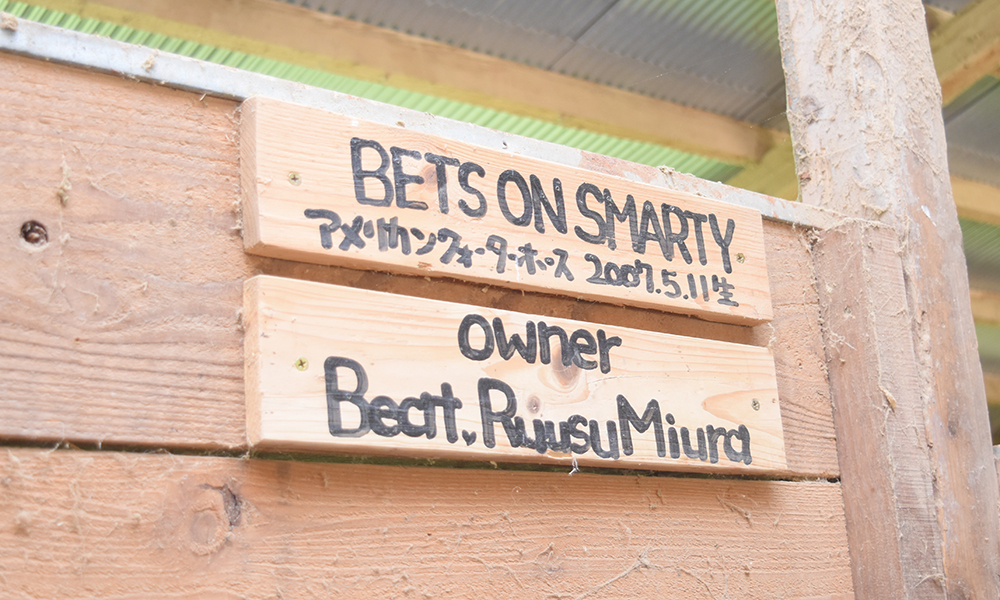 BETS ON SMARTY
アメリカンクォーターホース 2007.5.11生
owner
Beat.Ruusu Miura